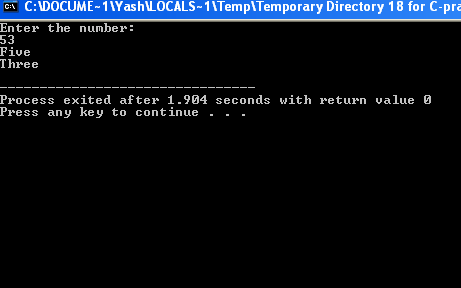 C:\DOCUME~1\Yash\LOCALS~1\Temp\Temporary Directory 18 for C-pra
Enter the number:
53
Five
Three
--------------------------------
Process exited after 1.904 seconds with return value 0
Press any key to continue . . .